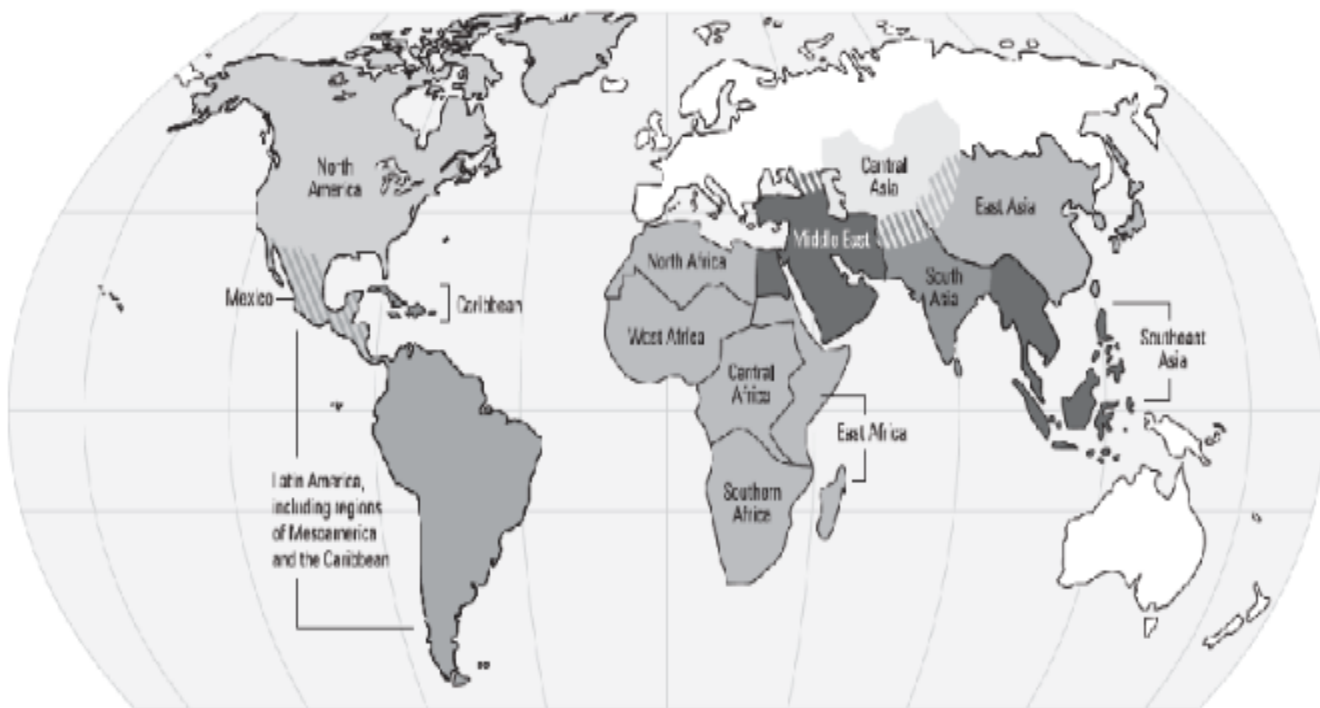 North
America
Central
Asia
East Asia
Middle East
North Africa
South
Asia
Mexico
Caribbean
West Africa
Southeast
Asia
Central
Africa
East Africa
Latin America,
including regions
of Mesoamerica
and the Caribbean
Southern
Africa